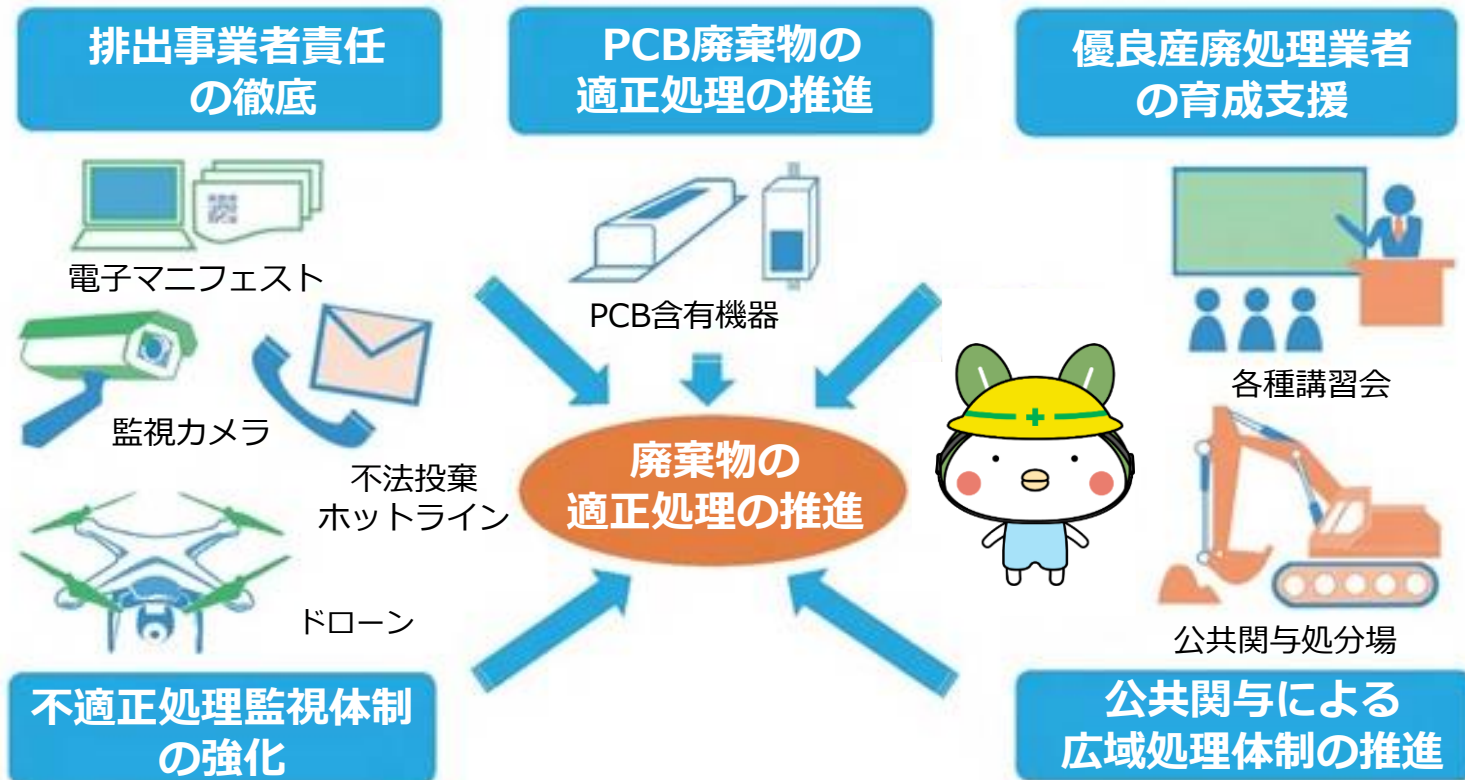 排出事業者責任
の徹底
PCB廃棄物の
適正処理の推進
優良産廃処理業者
の育成支援
電子マニフェスト
PCB含有機器
各種講習会
監視カメラ
不法投棄
ホットライン
廃棄物の
適正処理の推進
ドローン
公共関与処分場
不適正処理監視体制
の強化
公共関与による
広域処理体制の推進